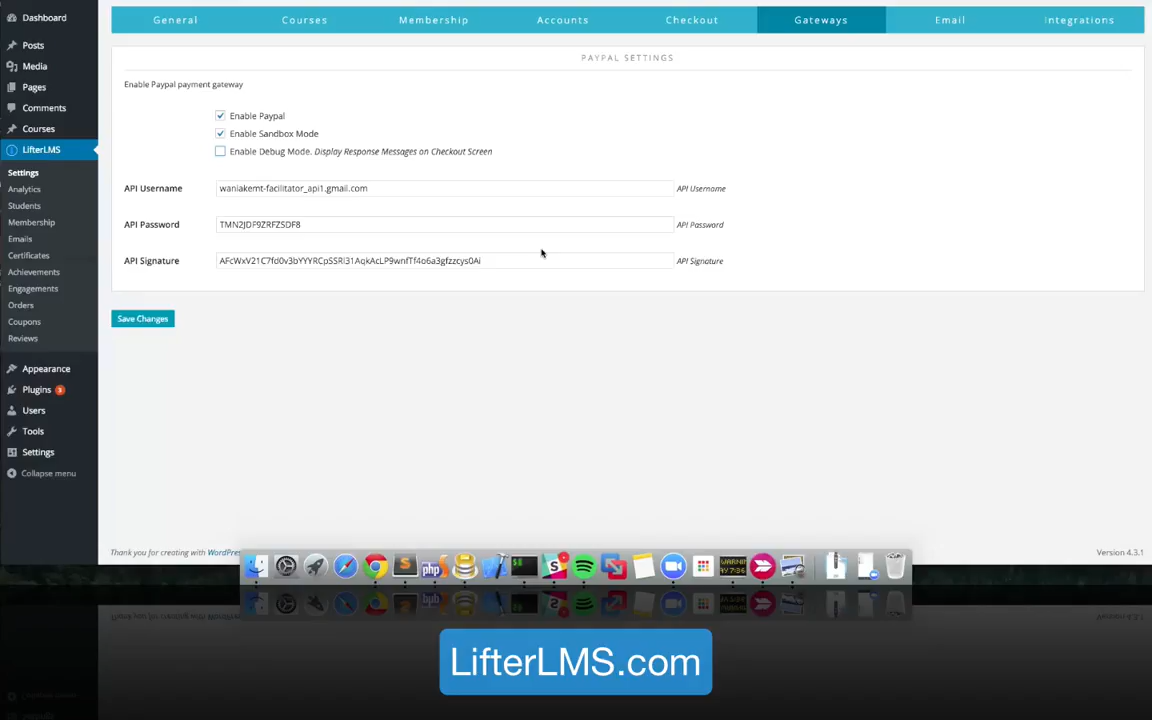 Dashboard
General
Courses
Membership
Accounts
Checkout
Gateways
Email
Integrations
Posts
Media
Pages
Comments
Courses
LifterLMS
Settings
Analytics
Students
Membership
Emails
Certificates
Achievements
Engagements
Orders
Coupons
Reviews
Appearance
Plugins 3
Users
Tools
Settings
Collapse menu
PAYPAL SETTINGS
Enable Paypal payment gateway
Enable Paypal
Enable Sandbox Mode
Enable Debug Mode. Display Response Messages on Checkout Screen
API Username
waniakemt-facilitator_api1.gmail.com
API Username
API Password
TMN2JDF9ZRFZSDF8
API Password
API Signature
API Signature
Save Changes
Thank you for creating with
Version 4.3.1
LifterLMS.com